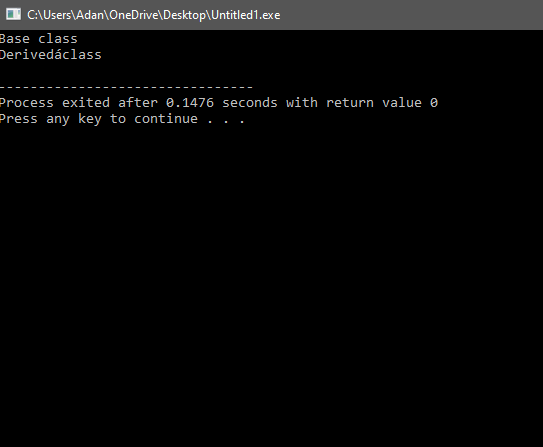 C:\Users\Adan\OneDrive\Desktop\Untitled1.exe
Base class
Derivedáclass
--------------------------------
Process exited after 0.1476 seconds with return value 0
Press any key to continue . . .